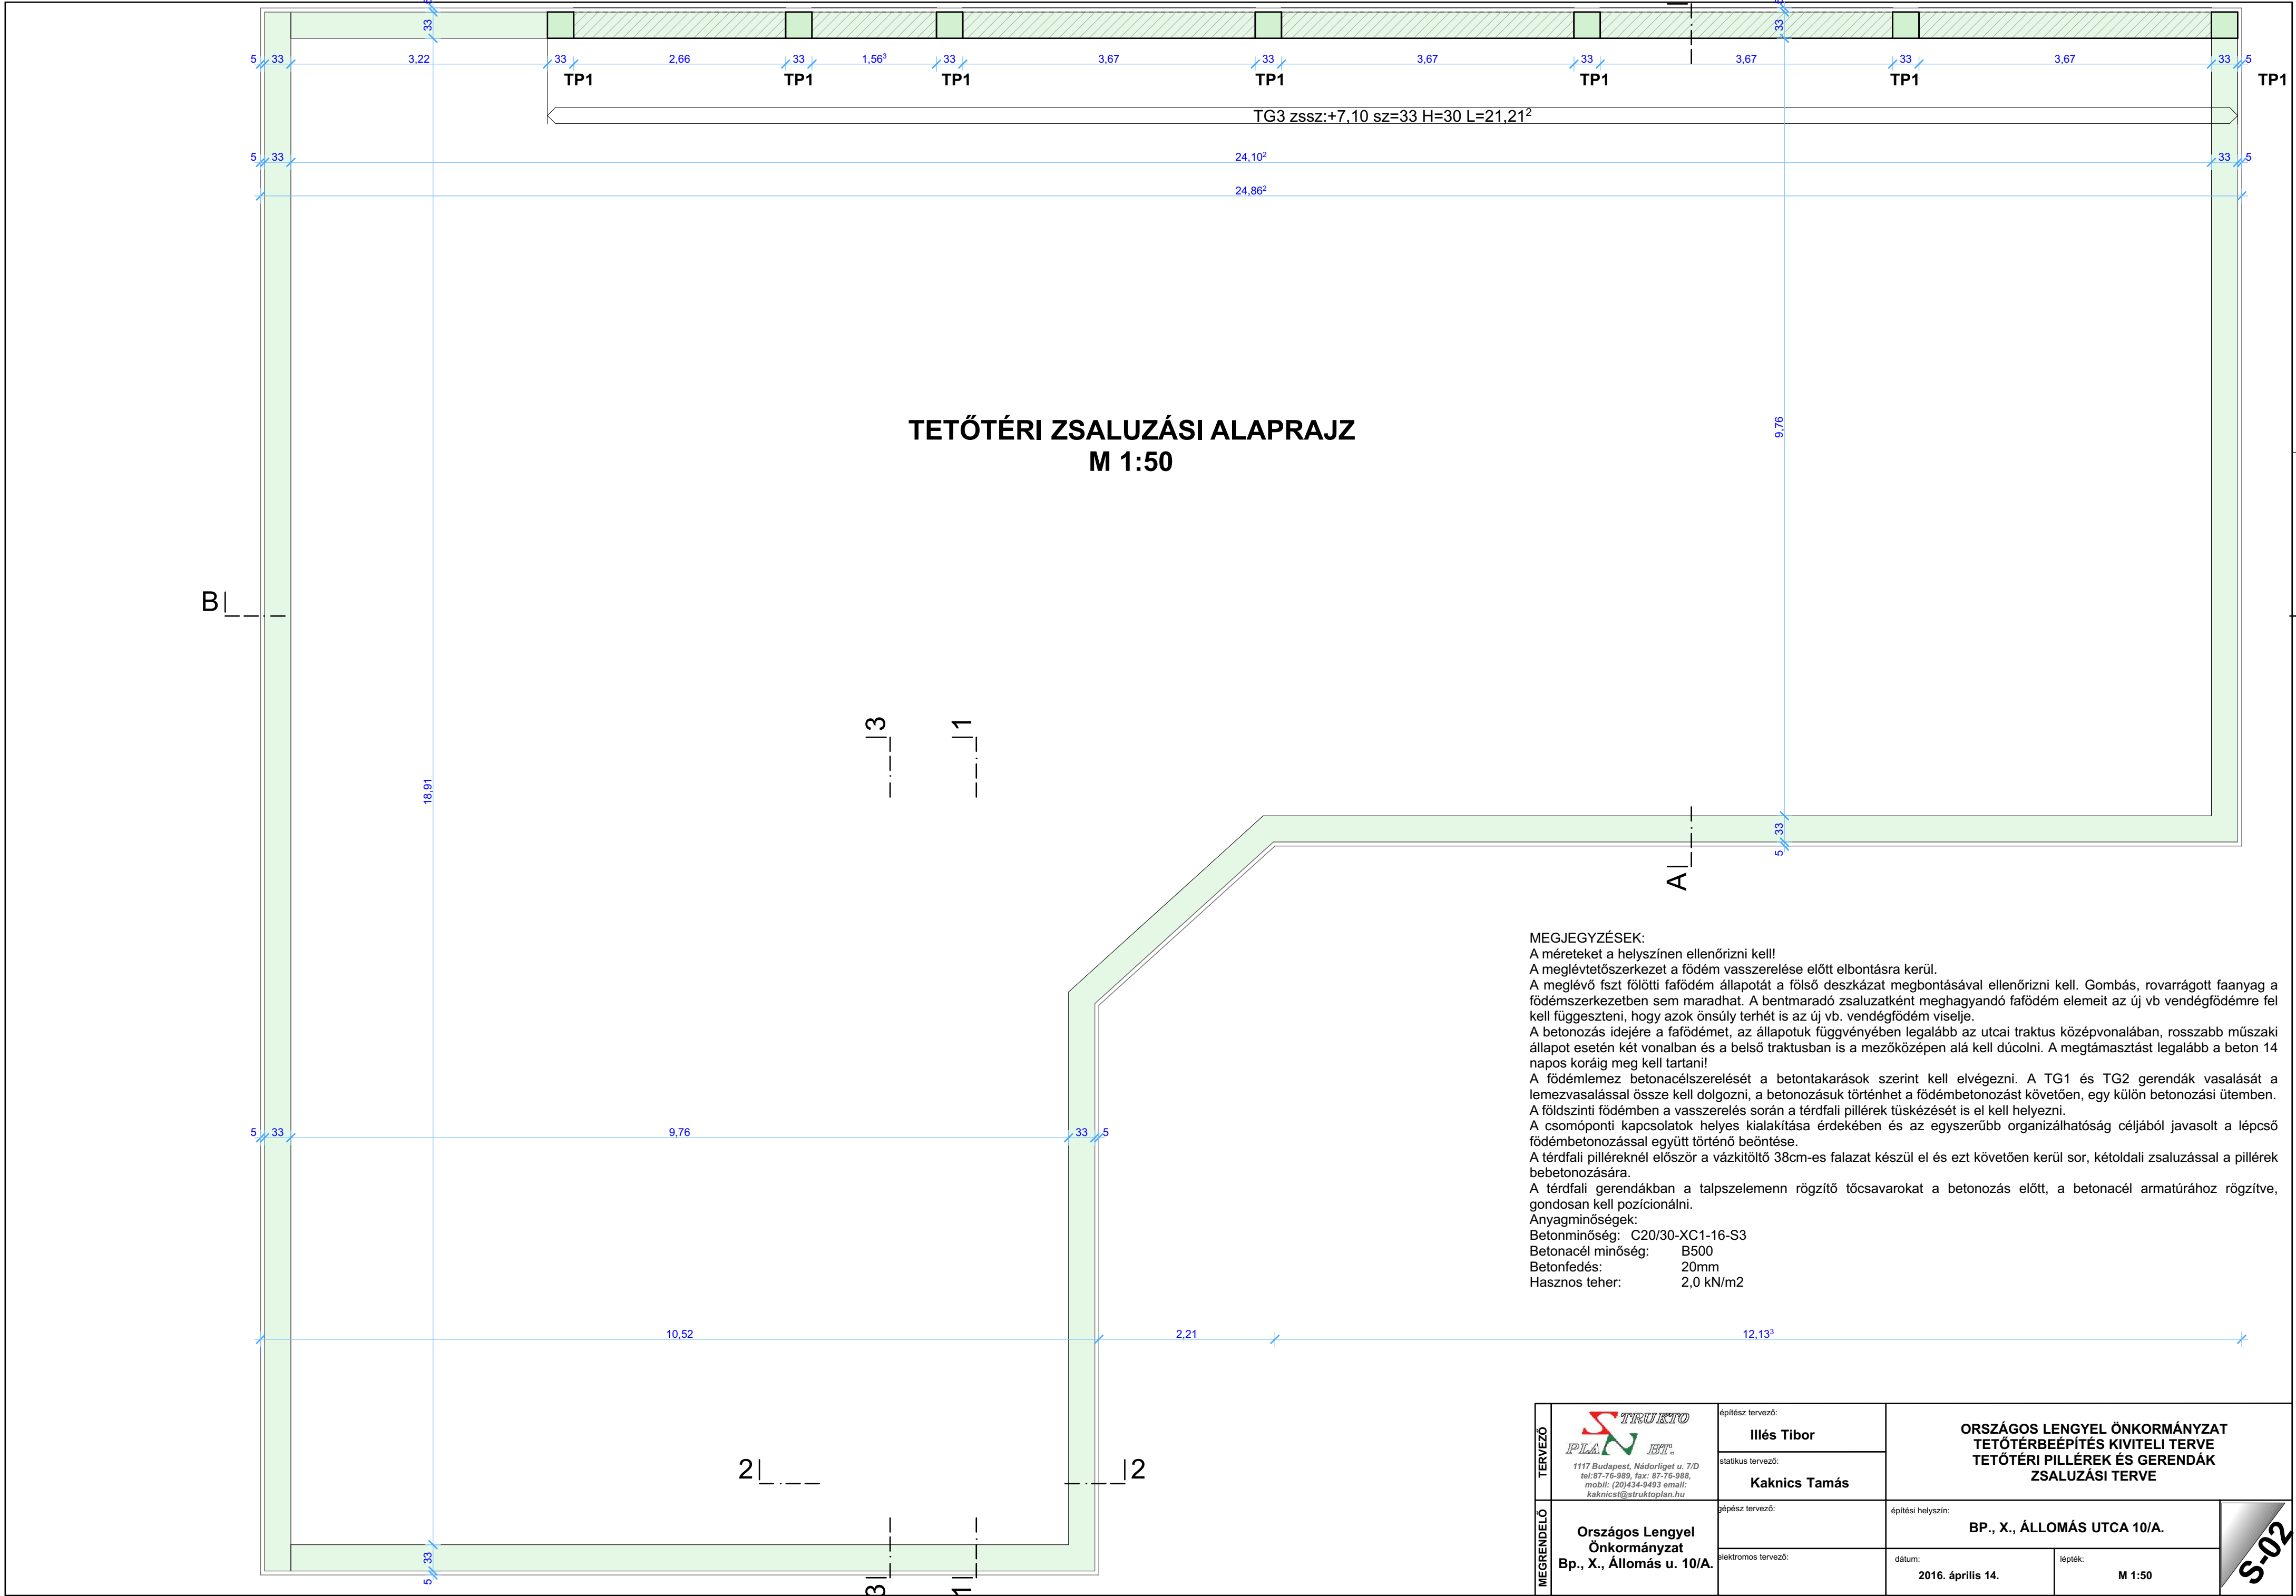 33
33
5 33 3,22 33 2,66 33 1,56³ 33 3,67 33 3,67 33 3,67 33 3,67 33 5
TP1 TP1 TP1 TP1 TP1 TP1 TP1
TG3 zssz:+7,10 sz=33 H=30 L=21,21²
5 33 24,10² 33 5
24,86²
TETŐTÉRI ZSALUZÁSI ALAPRAJZ
M 1:50
9,76
B
3 1
18,91
33
5
A
MEGJEGYZÉSEK:
A méreteket a helyszínen ellenőrizni kell!
A meglévtetőszerkezet a födém vasszerelése előtt elbontásra kerül.
A meglévő fszt fölötti fafödém állapotát a fölső deszkázat megbontásával ellenőrizni kell. Gombás, rovarrágott faanyag a
födémszerkezetben sem maradhat. A bentmaradó zsaluzatként meghagyandó fafödém elemeit az új vb vendégfödémre fel
kell függeszteni, hogy azok önsúly terhét is az új vb. vendégfödém viselje.
A betonozás idejére a fafödémet, az állapotuk függvényében legalább az utcai traktus középvonalában, rosszabb műszaki
állapot esetén két vonalban és a belső traktusban is a mezőközépen alá kell dúcolni. A megtámasztást legalább a beton 14
napos koráig meg kell tartani!
A födémlemez betonacélszerelését a betontakarások szerint kell elvégezni. A TG1 és TG2 gerendák vasalását a
lemezvasalással össze kell dolgozni, a betonozásuk történhet a födémbetonozást követően, egy külön betonozási ütemben.
A földszinti födémben a vasszerelés során a térdfali pillérek tüskézését is el kell helyezni.
A csomóponti kapcsolatok helyes kialakítása érdekében és az egyszerűbb organizálhatóság céljából javasolt a lépcső
födémbetonozással együtt történő beöntése.
A térdfali pilléreknél először a vázkitöltő 38cm-es falazat készül el és ezt követően kerül sor, kétoldali zsaluzással a pillérek
bebetonozására.
A térdfali gerendákban a talpszelemenn rögzítő tőcsavarokat a betonozás előtt, a betonacél armatúrához rögzítve,
gondosan kell pozícionálni.
Anyagminőségek:
Betonminőség: C20/30-XC1-16-S3
Betonacél minőség: B500
Betonfedés: 20mm
Hasznos teher: 2,0 kN/m2
5 33 9,76 33 5
10,52 2,21 12,13³
2 2
33
5
3 1
TERVEZŐ
STRUKTO
PLAN BT.
1117 Budapest, Nádorliget u. 7/D
tel:87-76-989, fax: 87-76-988,
mobil: (20)434-9493 email:
kaknicst@struktoplan.hu
építész tervező:
Illés Tibor
statikus tervező:
Kaknics Tamás
ORSZÁGOS LENGYEL ÖNKORMÁNYZAT
TETŐTÉRBEÉPÍTÉS KIVITELI TERVE
TETŐTÉRI PILLÉREK ÉS GERENDÁK
ZSALUZÁSI TERVE
MEGRENDELŐ
Országos Lengyel
Önkormányzat
Bp., X., Állomás u. 10/A.
gépész tervező:
elektromos tervező:
építési helyszín:
BP., X., ÁLLOMÁS UTCA 10/A.
dátum:
2016. április 14.
lépték:
M 1:50
S-02